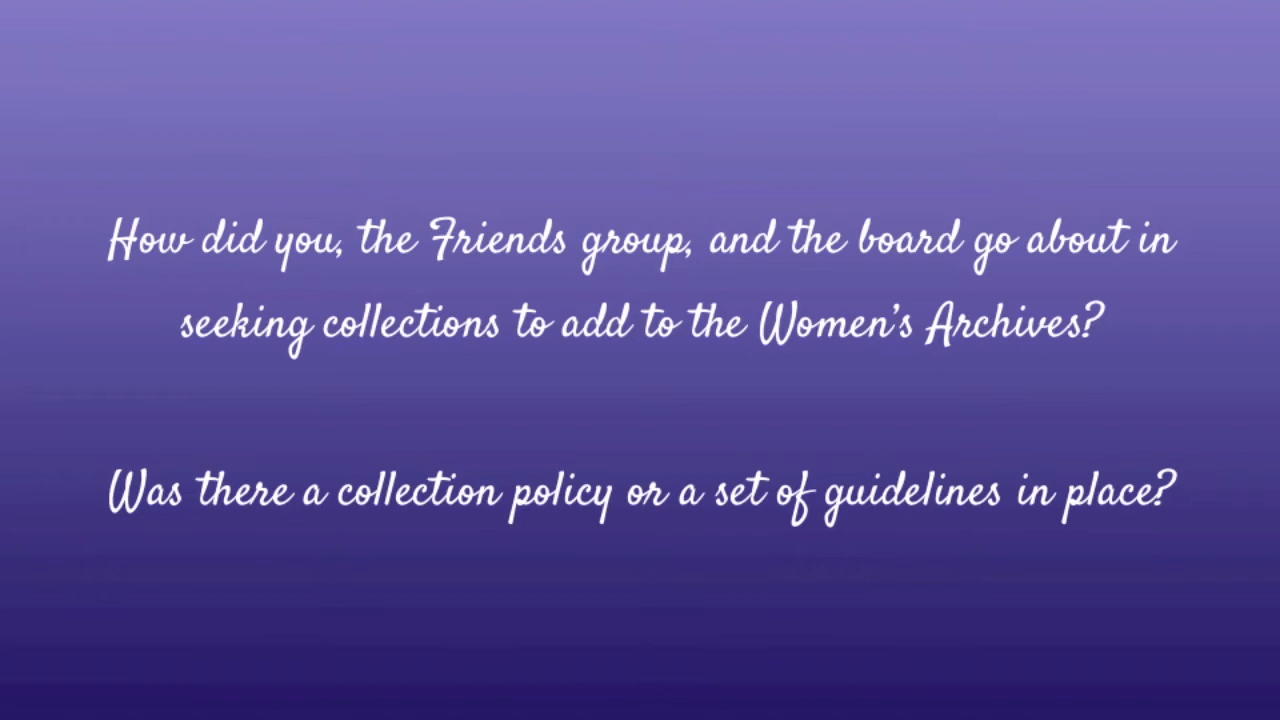 How did you, the Friends group, and the board go about in
seeking collections to add to the Women’s Archives?
Was there a collection policy or a set of guidelines in place?